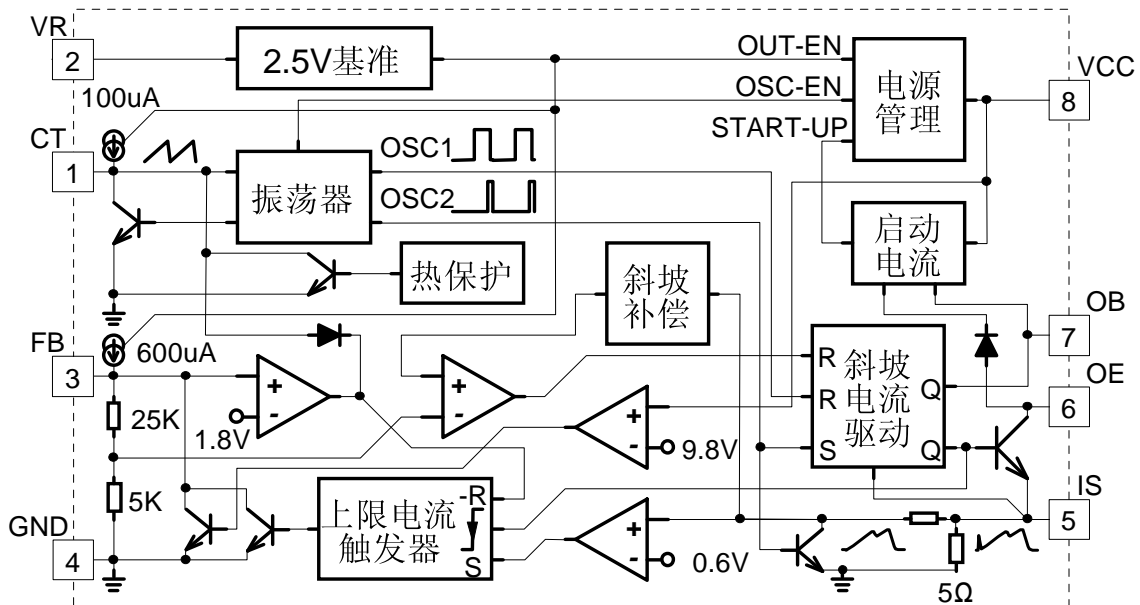 VR
2
2.5V基准
OUT-EN
OSC-EN
START-UP
电源
管理
VCC
8
100uA
CT
1
振荡器
OSC1
OSC2
热保护
斜坡
补偿
启动
电流
OB
7
FB
3
600uA
+
-
1.8V
25K
5K
+
-
+
-
9.8V
R
R
S
斜坡
电流
驱动
Q
Q
OE
6
GND
4
上限电流
触发器
-R
S
+
-
0.6V
5Ω
IS
5